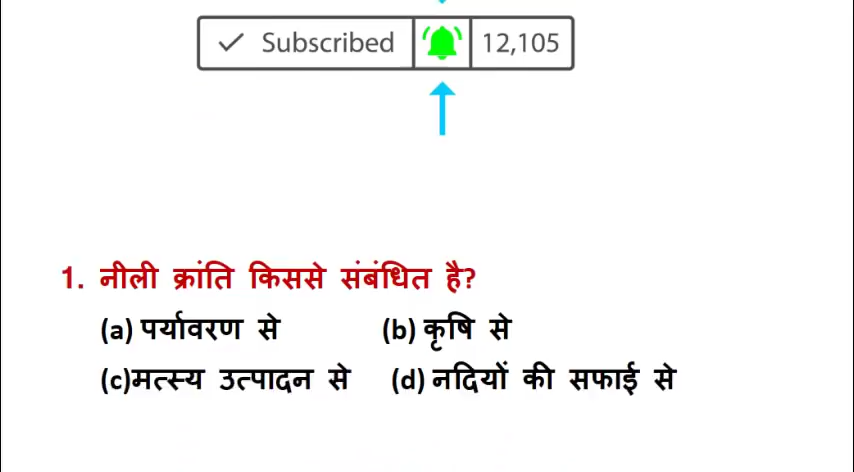 ✓ Subscribed 12,105
1. नीली क्रांति किससे संबंधित है?
(a) पर्यावरण से (b) कृषि से
(c)मत्स्य उत्पादन से (d) नदियों की सफाई से